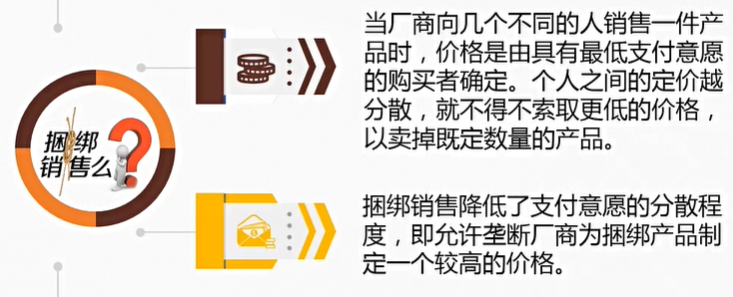 捆绑
销售么
当厂商向几个不同的人销售一件产
品时，价格是由具有最低支付意愿
的购买者确定。个人之间的定价越
分散，就不得不索取更低的价格，
以卖掉既定数量的产品。
捆绑销售降低了支付意愿的分散程
度，即允许垄断厂商为捆绑产品制
定一个较高的价格。